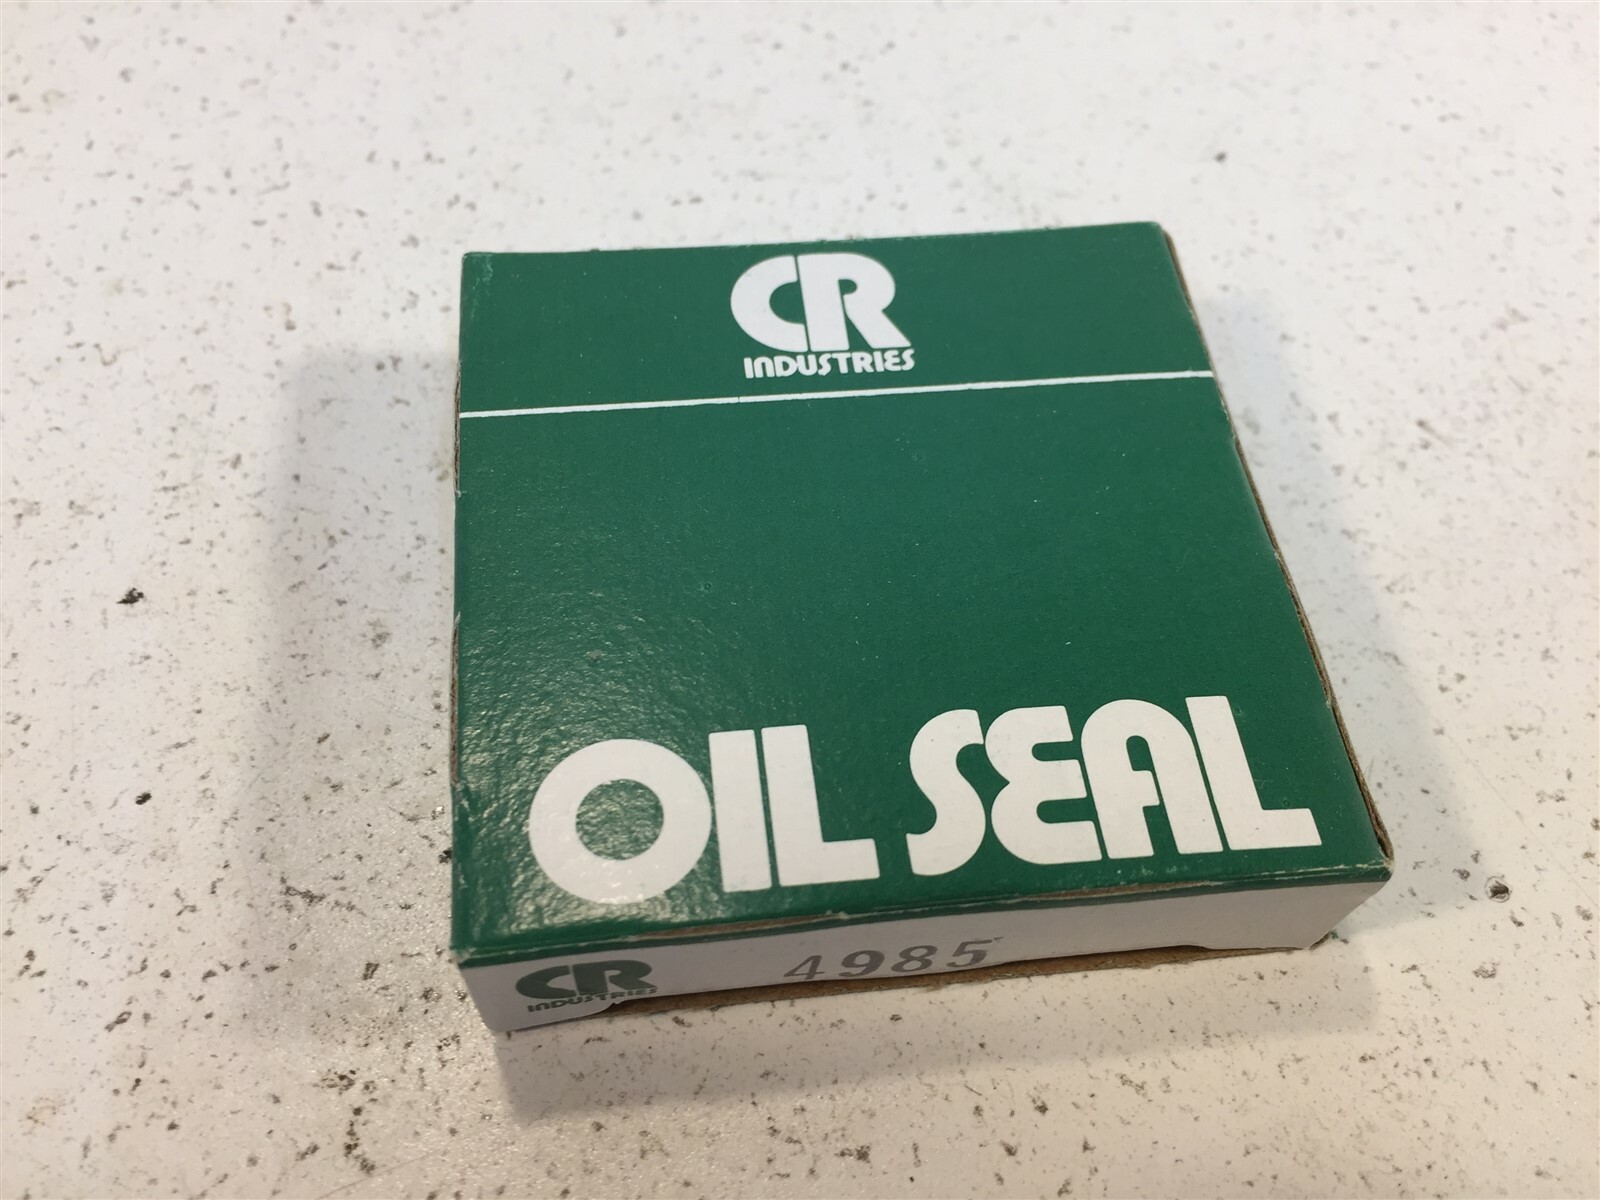 CR
INDUSTRIES
OIL SEAL
CR
INDUSTRIES
4985